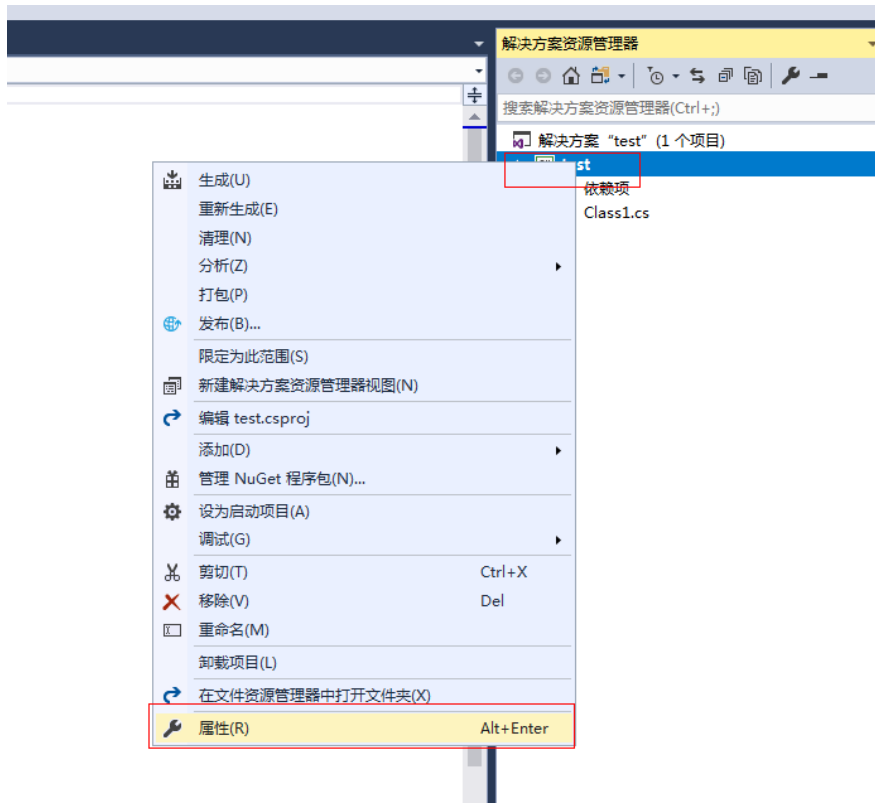 解决方案资源管理器
搜索解决方案资源管理器(Ctrl+;)
解决方案 "test" (1 个项目)
依赖项
Class1.cs
生成(U)
重新生成(E)
清理(N)
分析(Z)
打包(P)
发布(B)...
限定为此范围(S)
新建解决方案资源管理器视图(N)
编辑 test.csproj
添加(D)
管理 NuGet 程序包(N)...
设为启动项目(A)
调试(G)
剪切(T) Ctrl+X
移除(V) Del
重命名(M)
卸载项目(L)
在文件资源管理器中打开文件夹(X)
属性(R) Alt+Enter